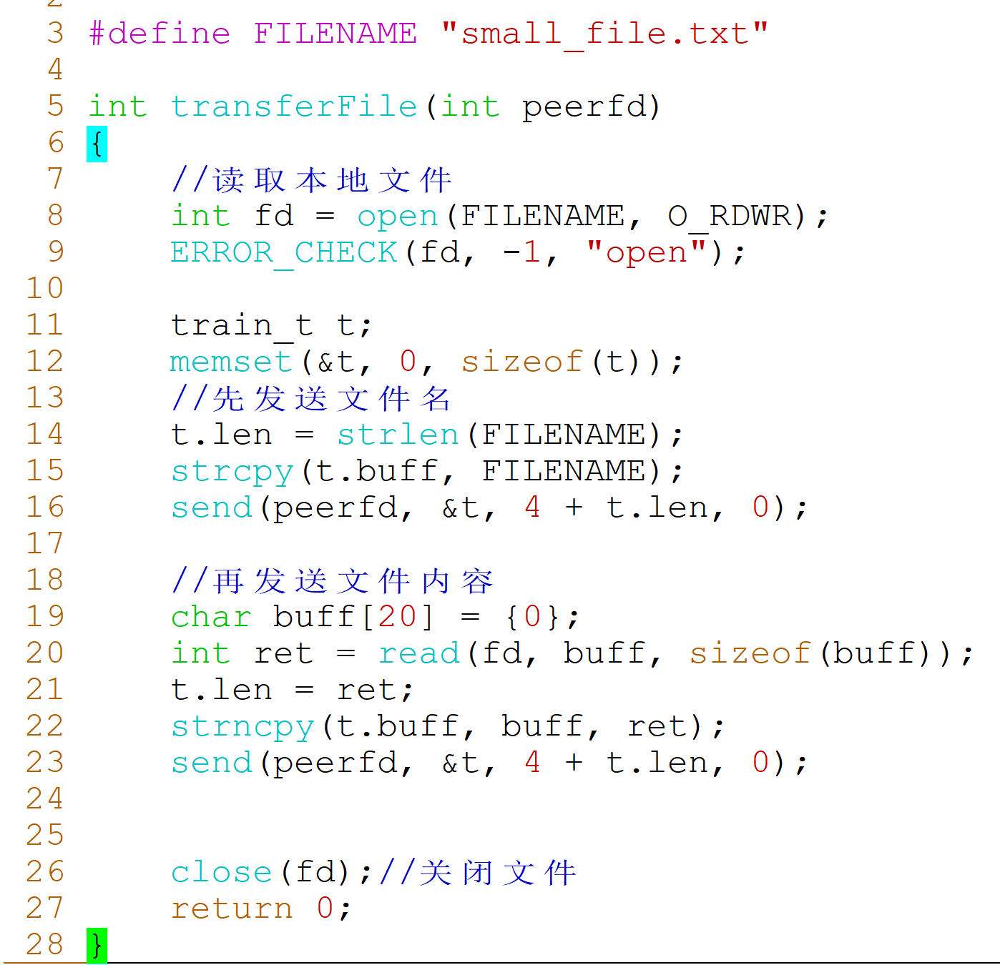 3 #define FILENAME "small_file.txt"
4
5 int transferFile(int peerfd)
6 {
7     //读取本地文件
8     int fd = open(FILENAME, O_RDWR);
9     ERROR_CHECK(fd, -1, "open");
10
11     train_t t;
12     memset(&t, 0, sizeof(t));
13     //先发送文件名
14     t.len = strlen(FILENAME);
15     strcpy(t.buff, FILENAME);
16     send(peerfd, &t, 4 + t.len, 0);
17
18     //再发送文件内容
19     char buff[20] = {0};
20     int ret = read(fd, buff, sizeof(buff));
21     t.len = ret;
22     strncpy(t.buff, buff, ret);
23     send(peerfd, &t, 4 + t.len, 0);
24
25
26     close(fd);//关闭文件
27     return 0;
28 }